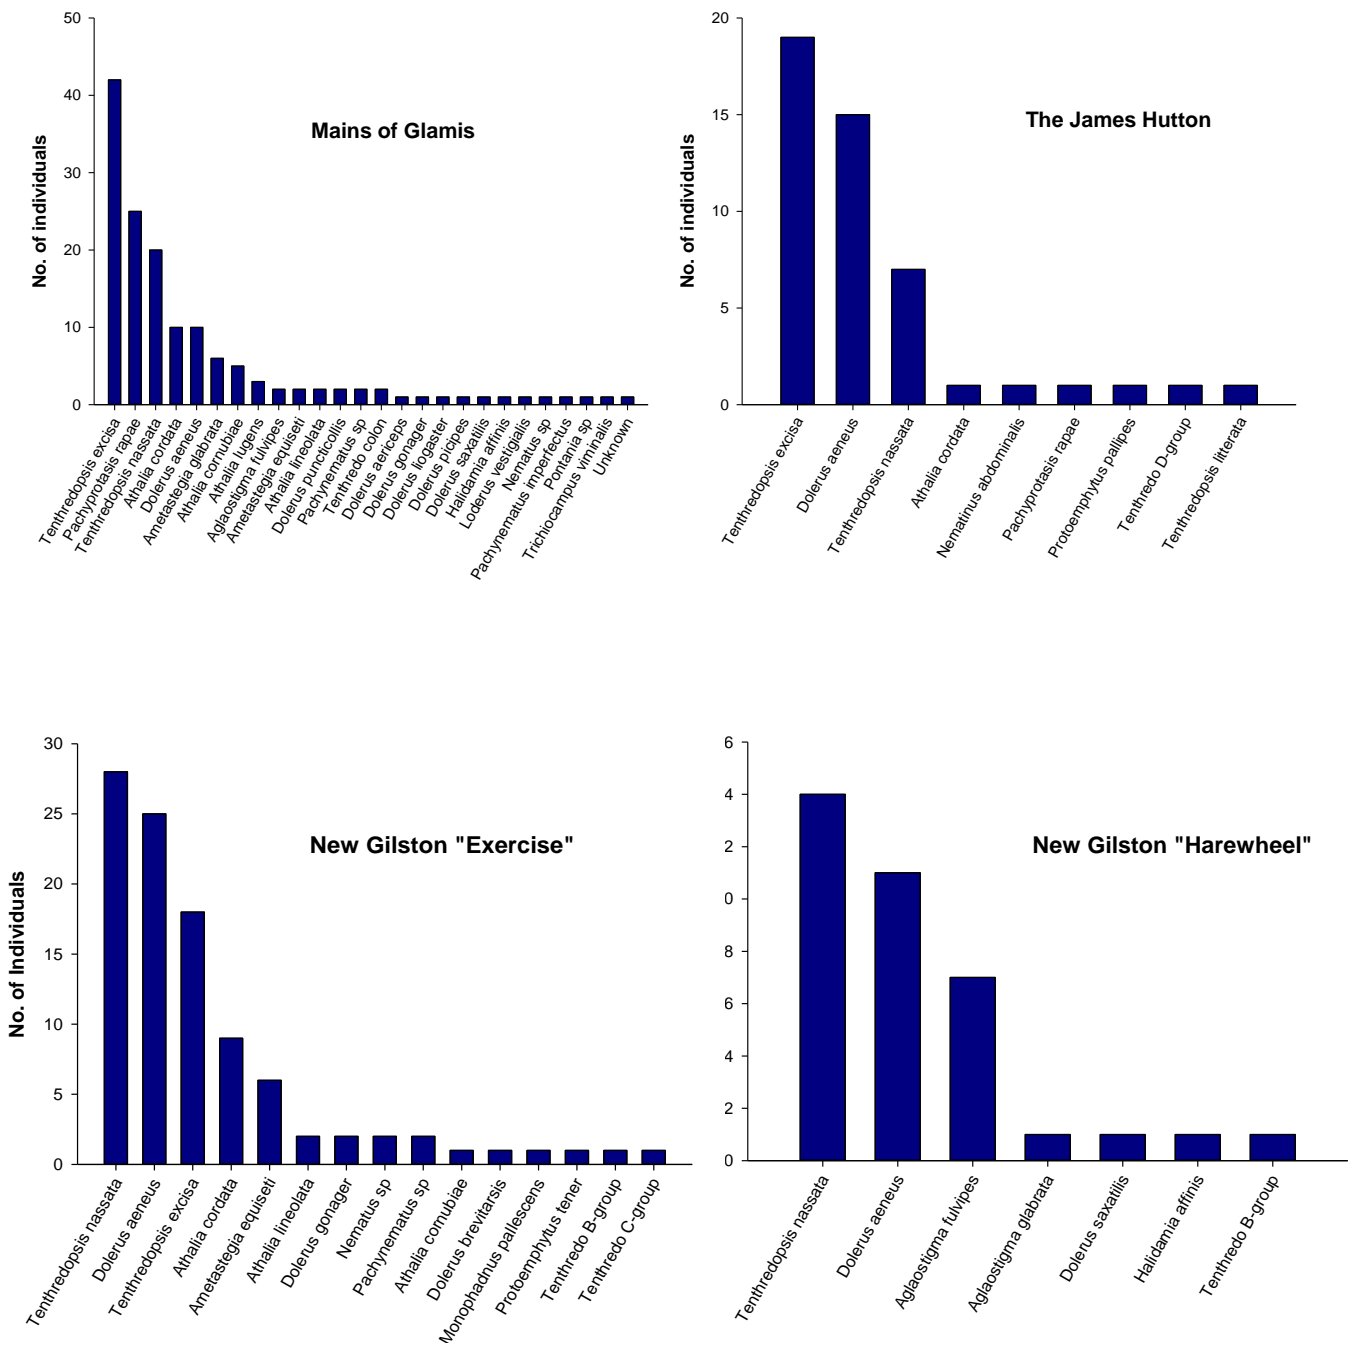 50
40
30
20
10
0
No. of individuals
Mains of Glamis
Tenthredopsis excisa
Pachyprotasis rapae
Tenthredopsis nassata
Athalia cordata
Dolerus aeneus
Ametastegia glabrata
Athalia cornubiae
Athalia lugens
Aglaostigma fulvipes
Ametastegia equiseti
Athalia lineolata
Dolerus puncticollis
Pachynematus sp
Tenthredo colon
Dolerus aericeps
Dolerus gonager
Dolerus liogaster
Dolerus picipes
Dolerus saxatilis
Halidamia affinis
Loderus vestigialis
Nematus sp
Pachynematus imperfectus
Pontania sp
Trichiocampus viminalis
Unknown
20
15
10
5
0
No. of individuals
The James Hutton
Tenthredopsis excisa
Dolerus aeneus
Tenthredopsis nassata
Athalia cordata
Nematinus abdominalis
Pachyprotasis rapae
Protoemphytus pallipes
Tenthredo D-group
Tenthredopsis litterata
30
25
20
15
10
5
0
No. of Individuals
New Gilston "Exercise"
Tenthredopsis nassata
Dolerus aeneus
Tenthredopsis excisa
Athalia cordata
Ametastegia equiseti
Athalia lineolata
Dolerus gonager
Nematus sp
Pachynematus sp
Athalia cornubiae
Dolerus brevitarsis
Monophadnus pallescens
Protoemphytus tener
Tenthredo B-group
Tenthredo C-group
6
4
2
0
8
6
4
2
0
New Gilston "Harewheel"
Tenthredopsis nassata
Dolerus aeneus
Aglaostigma fulvipes
Aglaostigma glabrata
Dolerus saxatilis
Halidamia affinis
Tenthredo B-group